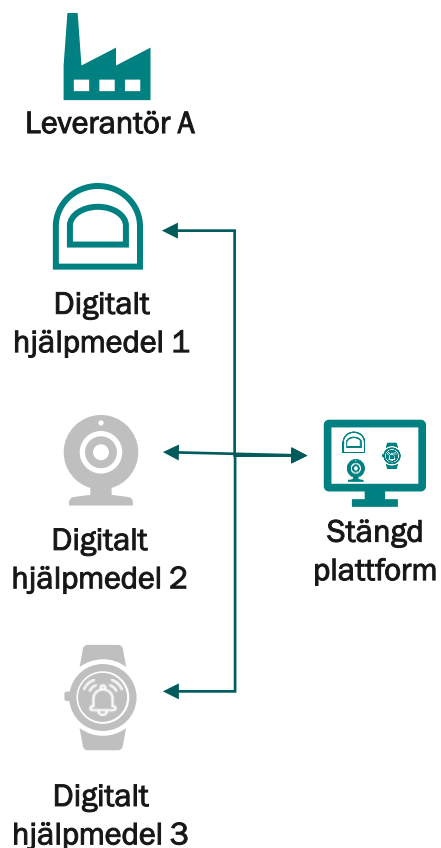 Leverantör A
Digitalt
hjälpmedel 1
Digitalt
hjälpmedel 2
Stängd
plattform
Digitalt
hjälpmedel 3